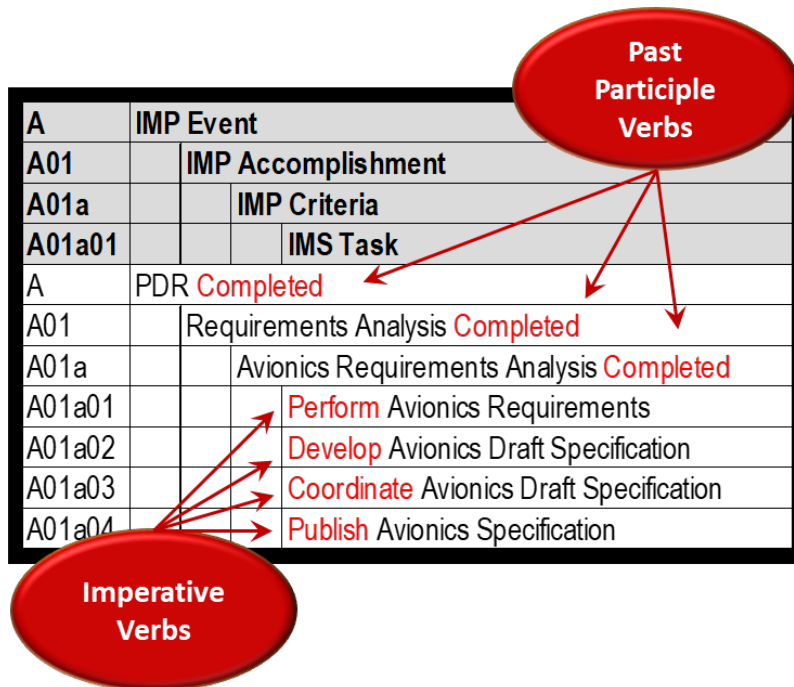 Past
Participle
Verbs
A IMP Event
A01 IMP Accomplishment
A01a IMP Criteria
A01a01 IMS Task
A PDR Completed
A01 Requirements Analysis Completed
A01a Avionics Requirements Analysis Completed
A01a01 Perform Avionics Requirements
A01a02 Develop Avionics Draft Specification
A01a03 Coordinate Avionics Draft Specification
A01a04 Publish Avionics Specification
Imperative
Verbs